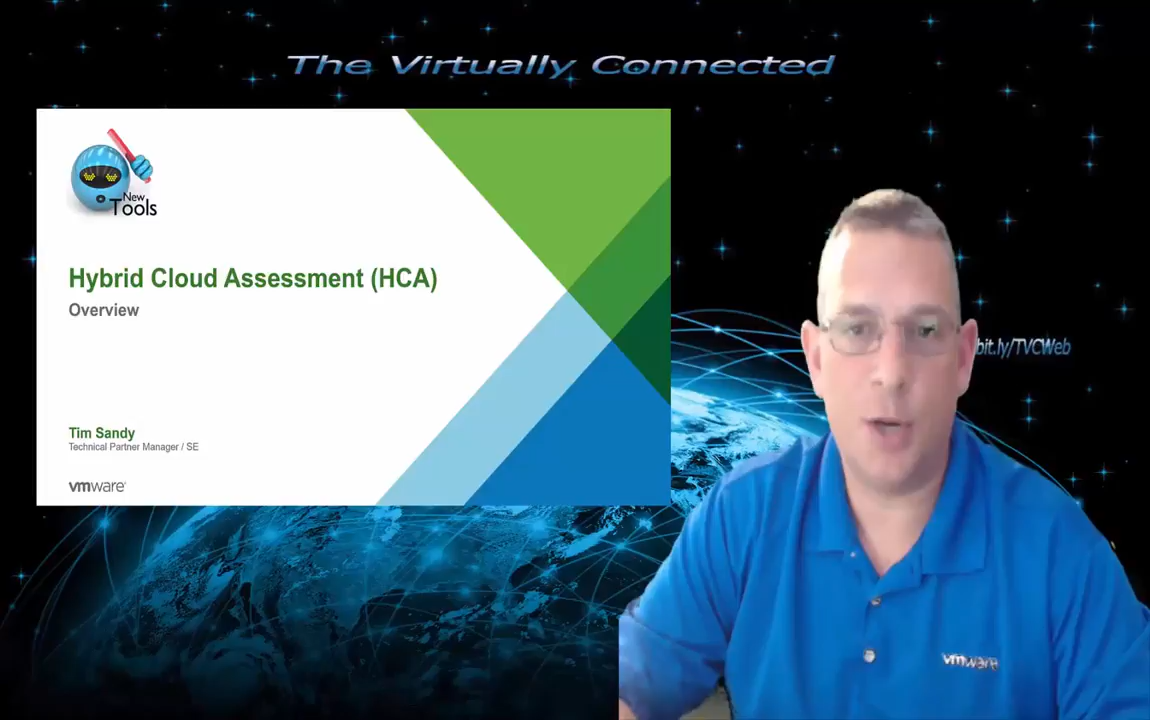 The Virtually Connected
New
Tools
Hybrid Cloud Assessment (HCA)
Overview
Tim Sandy
Technical Partner Manager / SE
vmware
bit.ly/TVCWeb
vmware